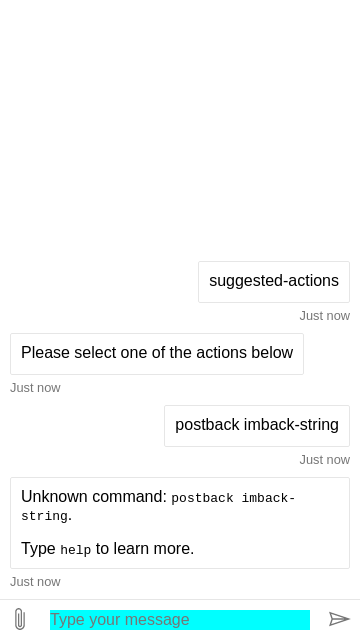 suggested-actions
Just now
Please select one of the actions below
Just now
postback imback-string
Just now
Unknown command: postback imback-
string.
Type help to learn more.
Just now
Type your message